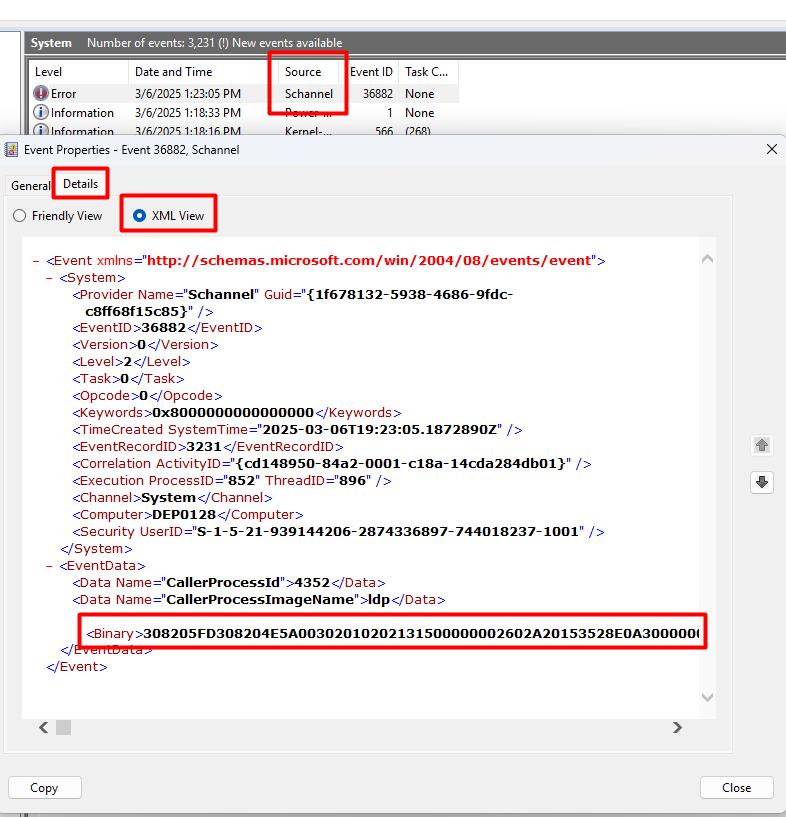 System Number of events: 3,231 (!) New events available
Level Date and Time Source Event ID Task C...
Error 3/6/2025 1:23:05 PM Schannel 36882 None
Information 3/6/2025 1:18:33 PM Power-... 1 None
Information 3/6/2025 1:18:16 PM Kernel-... 566 (268)
Event Properties - Event 36882, Schannel
General Details
Friendly View XML View
- <Event xmlns="http://schemas.microsoft.com/win/2004/08/events/event">
- <System>
<Provider Name="Schannel" Guid="{1f678132-5938-4686-9fdc-
c8ff68f15c85}" />
<EventID>36882</EventID>
<Version>0</Version>
<Level>2</Level>
<Task>0</Task>
<Opcode>0</Opcode>
<Keywords>0x8000000000000000</Keywords>
<TimeCreated SystemTime="2025-03-06T19:23:05.1872890Z" />
<EventRecordID>3231</EventRecordID>
<Correlation ActivityID="{cd148950-84a2-0001-c18a-14cda284db01}" />
<Execution ProcessID="852" ThreadID="896" />
<Channel>System</Channel>
<Computer>DEP0128</Computer>
<Security UserID="S-1-5-21-939144206-2874336897-744018237-1001" />
</System>
- <EventData>
<Data Name="CallerProcessId">4352</Data>
<Data Name="CallerProcessImageName">ldp</Data>
<Binary>308205FD308204E5A00302010202131500000002602A20153528E0A3000000
</EventData>
</Event>
Copy Close